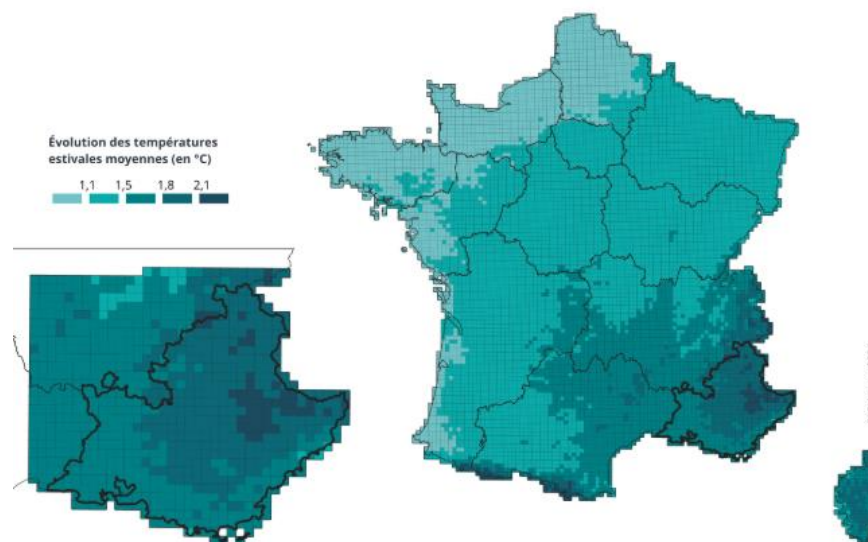 Évolution des températures
estivales moyennes (en °C)
1,1 1,5 1,8 2,1